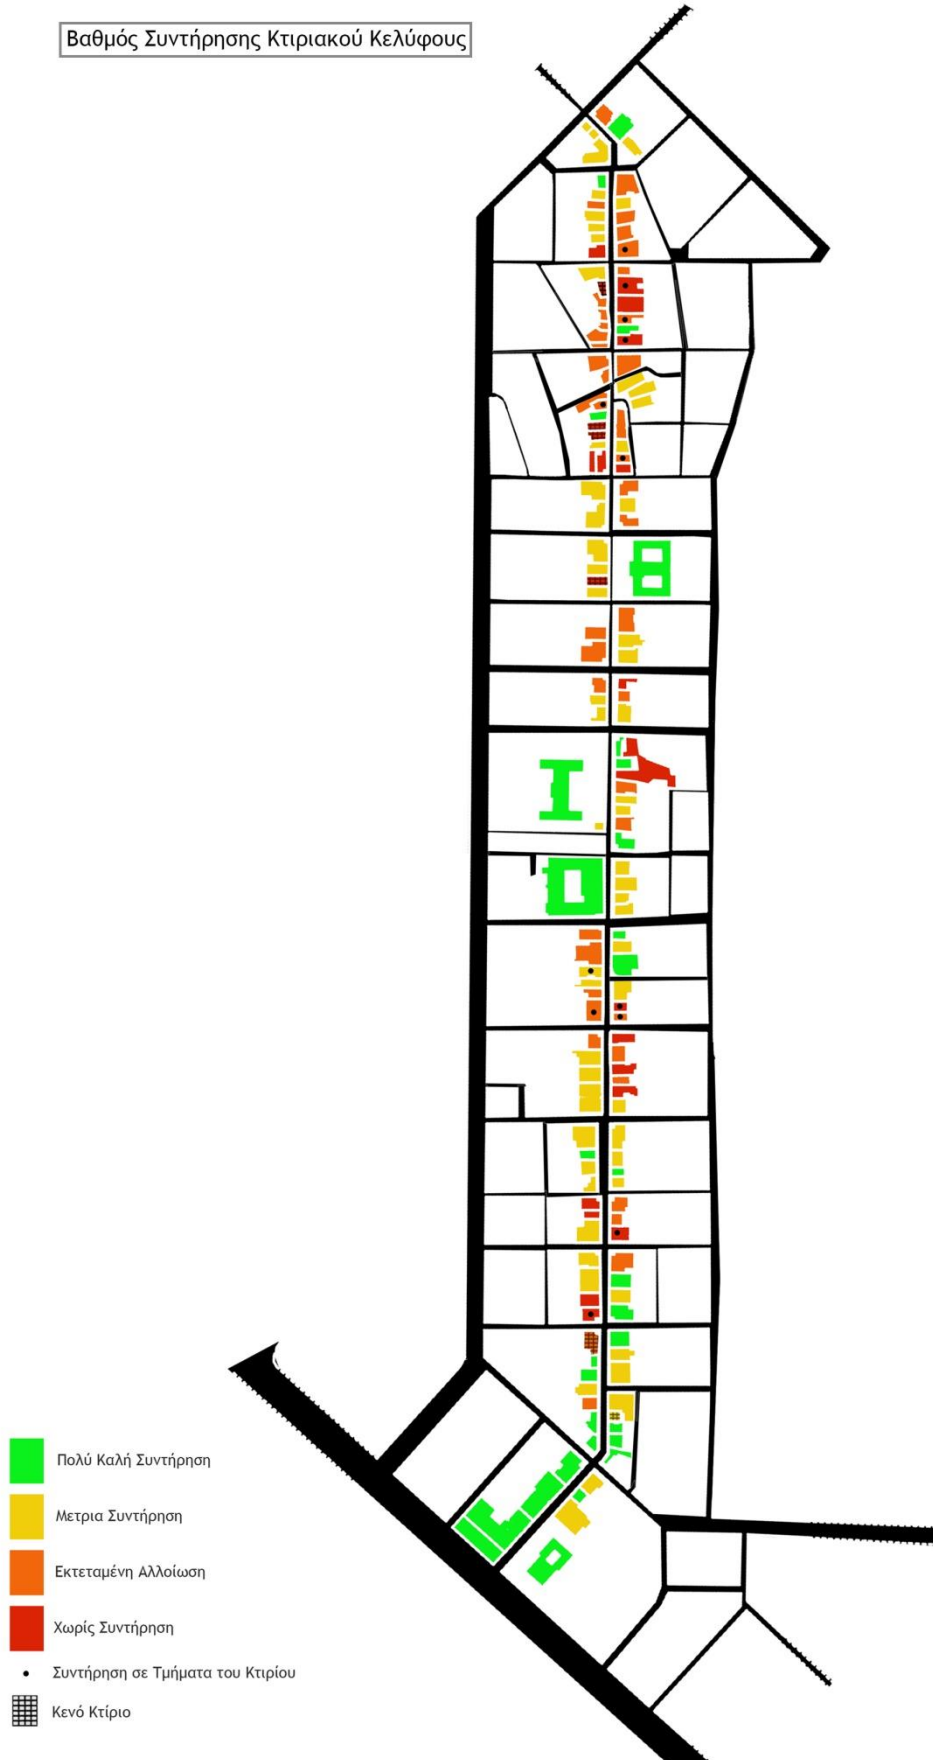 Βαθμός Συντήρησης Κτιριακού Κελύφους
Πολύ Καλή Συντήρηση
Μετρια Συντήρηση
Εκτεταμένη Αλλοίωση
Χωρίς Συντήρηση
Συντήρηση σε Τμήματα του Κτιρίου
Κενό Κτίριο